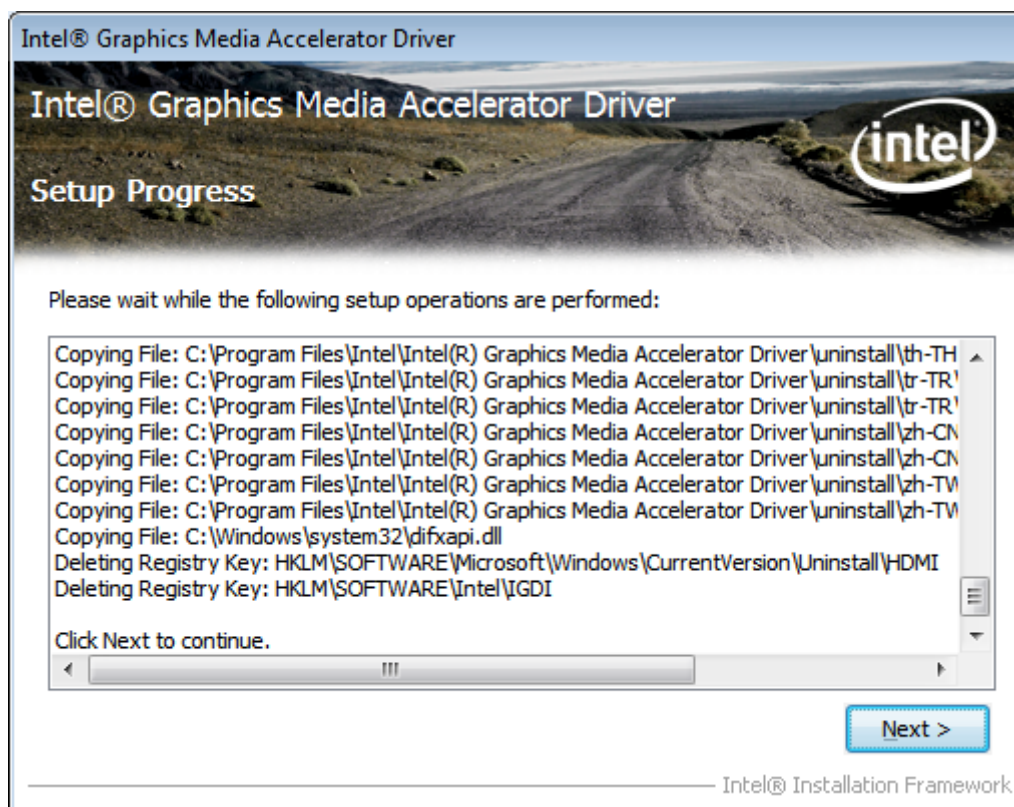 Intel® Graphics Media Accelerator Driver
Intel® Graphics Media Accelerator Driver
intel
Setup Progress
Please wait while the following setup operations are performed:
Copying File: C:\Program Files\Intel\Intel(R) Graphics Media Accelerator Driver\uninstall\th-TH
Copying File: C:\Program Files\Intel\Intel(R) Graphics Media Accelerator Driver\uninstall\tr-TR\
Copying File: C:\Program Files\Intel\Intel(R) Graphics Media Accelerator Driver\uninstall\tr-TR\
Copying File: C:\Program Files\Intel\Intel(R) Graphics Media Accelerator Driver\uninstall\zh-CN
Copying File: C:\Program Files\Intel\Intel(R) Graphics Media Accelerator Driver\uninstall\zh-CN
Copying File: C:\Program Files\Intel\Intel(R) Graphics Media Accelerator Driver\uninstall\zh-TW
Copying File: C:\Program Files\Intel\Intel(R) Graphics Media Accelerator Driver\uninstall\zh-TW
Copying File: C:\Windows\system32\difxapi.dll
Deleting Registry Key: HKLM\SOFTWARE\Microsoft\Windows\CurrentVersion\Uninstall\HDMI
Deleting Registry Key: HKLM\SOFTWARE\Intel\IGDI
Click Next to continue.
Next >
Intel® Installation Framework